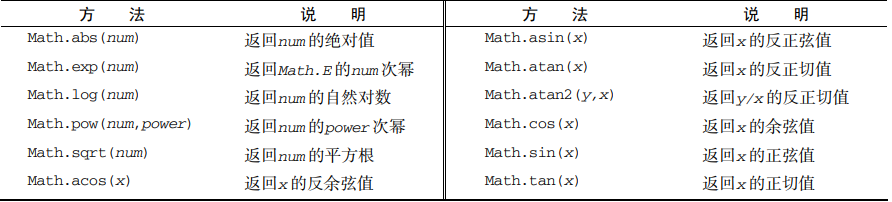 方 法 说 明 方 法 说 明
Math.abs(num) 返回num的绝对值 Math.asin(x) 返回x的反正弦值
Math.exp(num) 返回Math.E的num次幂 Math.atan(x) 返回x的反正切值
Math.log(num) 返回num的自然对数 Math.atan2(y,x) 返回y/x的反正切值
Math.pow(num,power) 返回num的power次幂 Math.cos(x) 返回x的余弦值
Math.sqrt(num) 返回num的平方根 Math.sin(x) 返回x的正弦值
Math.acos(x) 返回x的反余弦值 Math.tan(x) 返回x的正切值